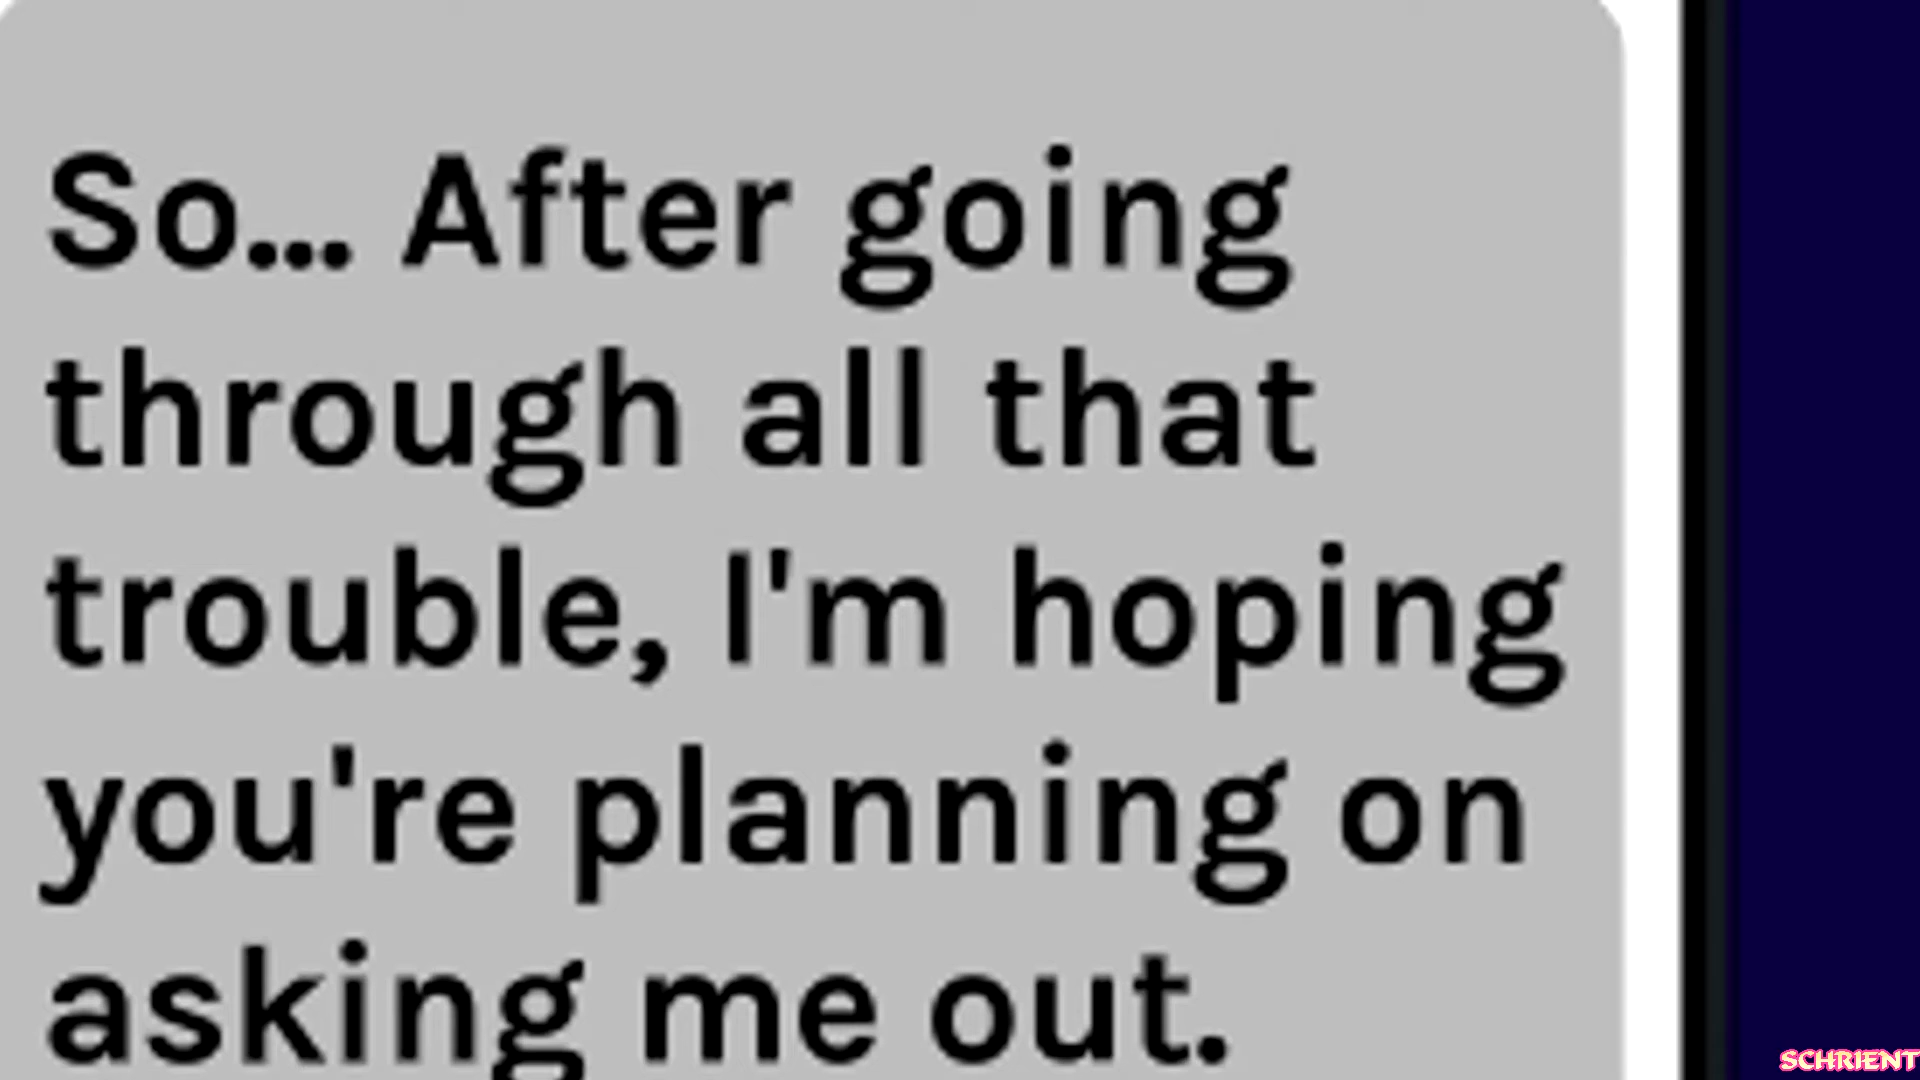 So... After going
through all that
trouble, I'm hoping
you're planning on
asking me out.
SCHRIENT